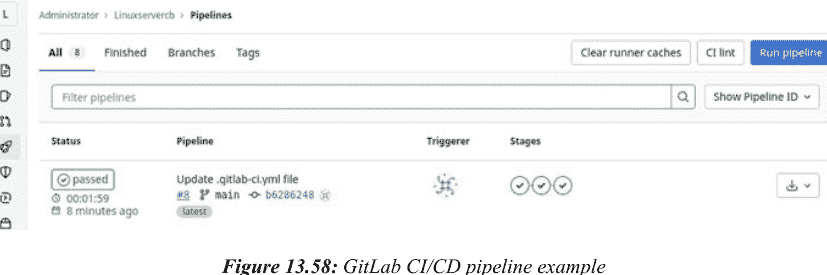 L
Administrator > Linuxservercb > Pipelines
All 8 Finished Branches Tags Clear runner caches CI lint Run pipeline
Filter pipelines Show Pipeline ID
Status Pipeline Triggerer Stages
passed Update .gitlab-ci.yml file
00:01:59 #8 main b6286248
8 minutes ago latest
Figure 13.58: GitLab CI/CD pipeline example